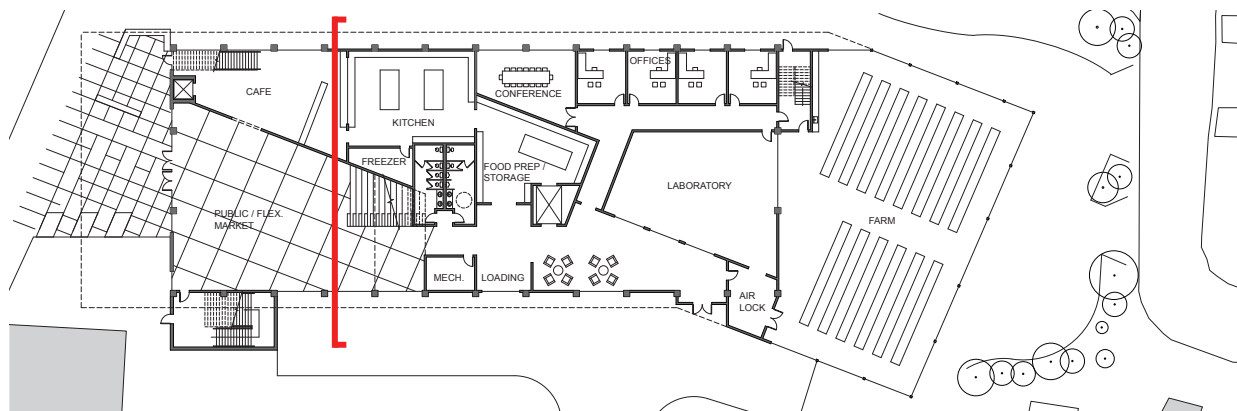 OFFICES
CAFE
CONFERENCE
KITCHEN
FREEZER
FOOD PREP /
STORAGE
LABORATORY
PUBLIC / FLEX.
MARKET
FARM
MECH.
LOADING
AIR
LOCK